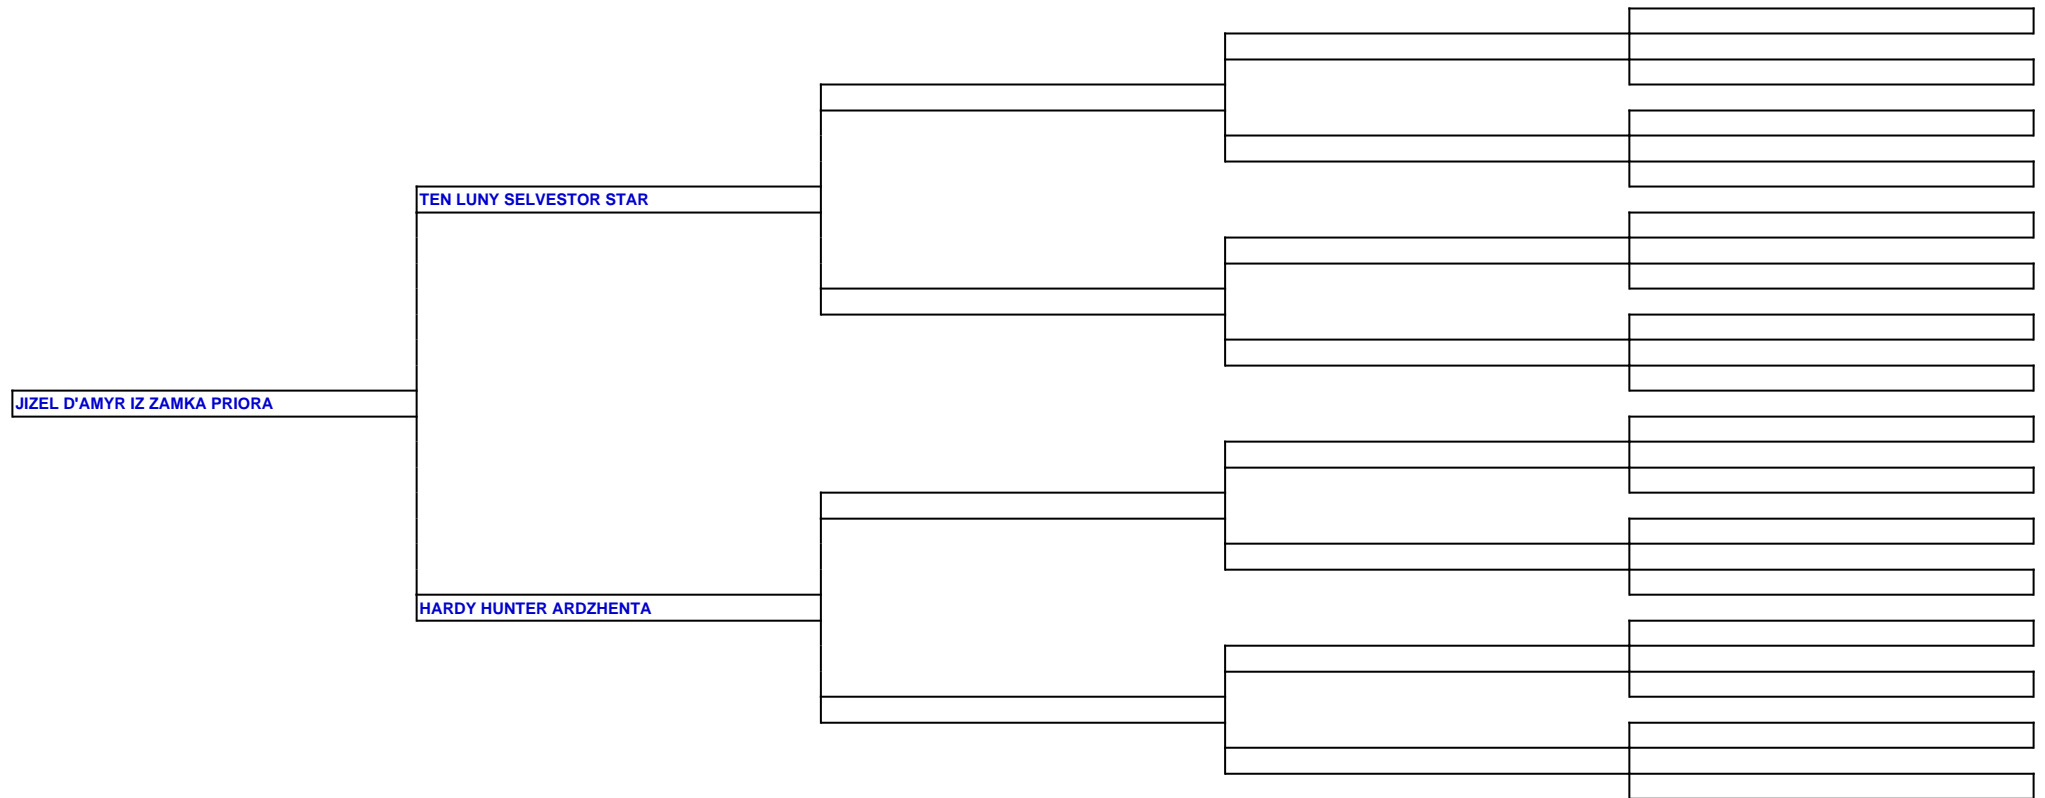 TEN LUNY SELVESTOR STAR
JIZEL D'AMYR IZ ZAMKA PRIORA
HARDY HUNTER ARDZHENTA